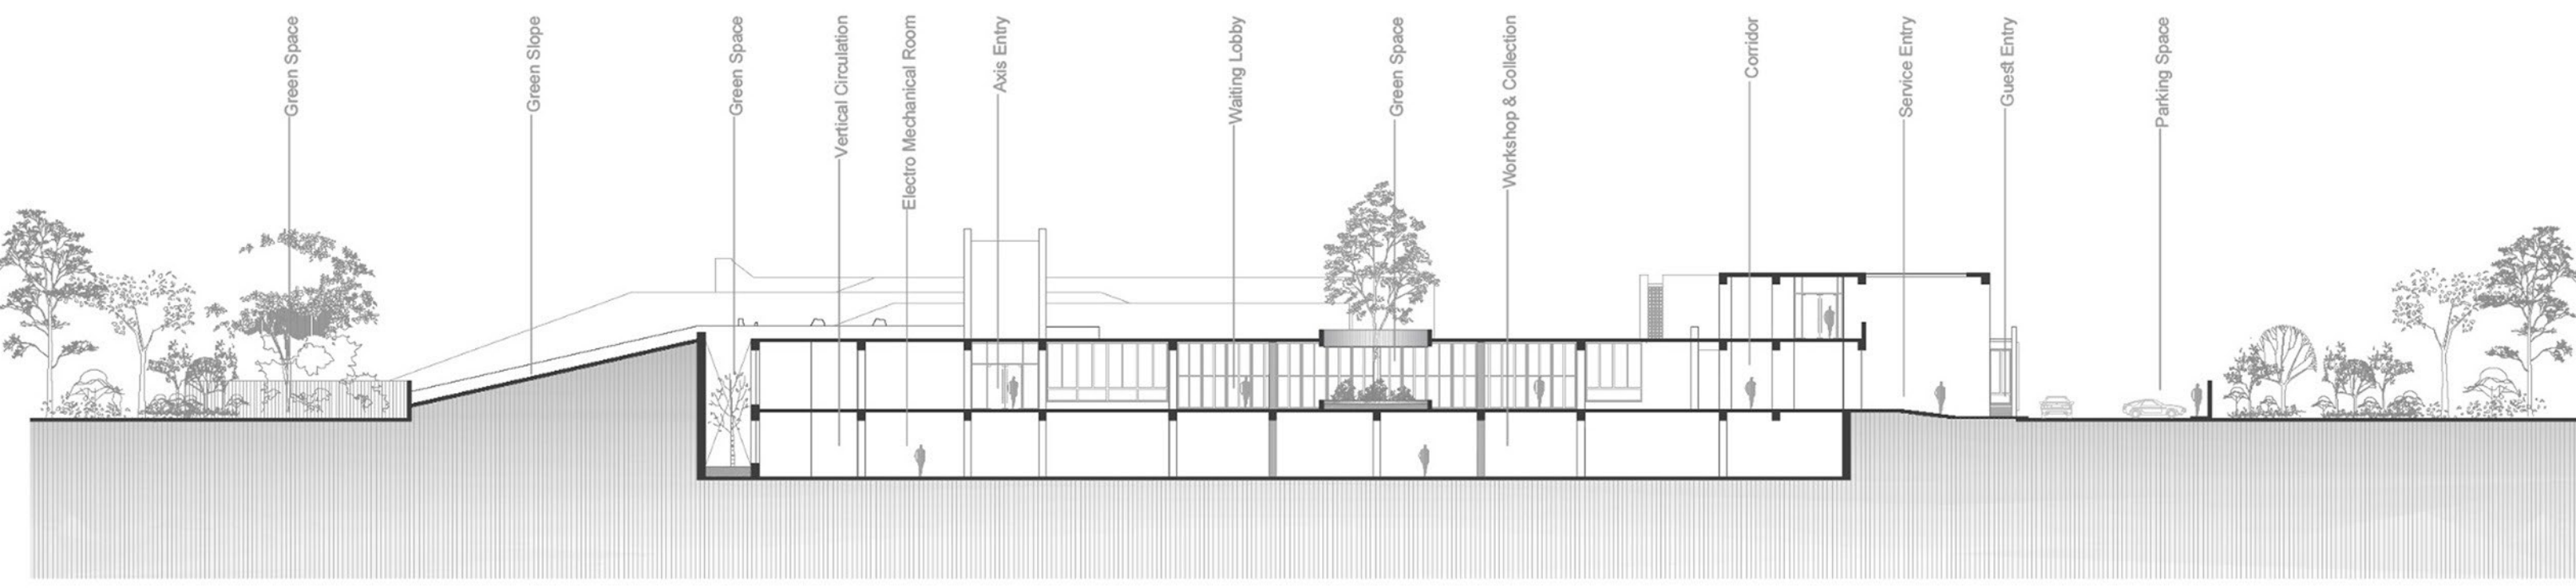 Green Space
Green Slope
Green Space
Vertical Circulation
Electro Mechanical Room
Axis Entry
Waiting Lobby
Green Space
Workshop & Collection
Corridor
Service Entry
Guest Entry
Parking Space